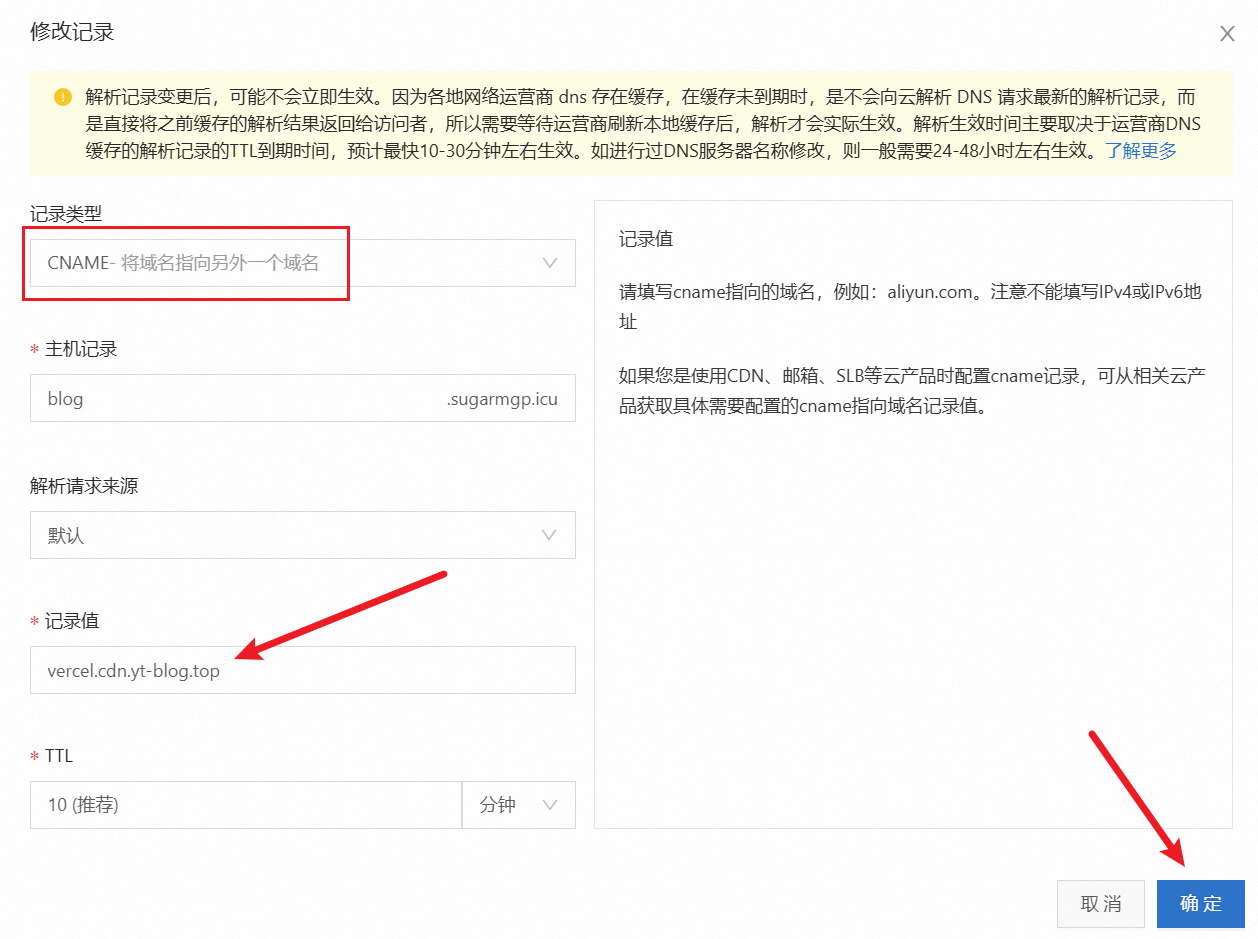 修改记录
解析记录变更后，可能不会立即生效。因为各地网络运营商 dns 存在缓存，在缓存未到期时，是不会向云解析 DNS 请求最新的解析记录，而
是直接将之前缓存的解析结果返回给访问者，所以需要等待运营商刷新本地缓存后，解析才会实际生效。解析生效时间主要取决于运营商DNS
缓存的解析记录的TTL到期时间，预计最快10-30分钟左右生效。如进行过DNS服务器名称修改，则一般需要24-48小时左右生效。了解更多
记录类型
CNAME- 将域名指向另外一个域名
* 主机记录
blog .sugarmgp.icu
解析请求来源
默认
* 记录值
vercel.cdn.yt-blog.top
* TTL
10 (推荐) 分钟
记录值
请填写cname指向的域名，例如：aliyun.com。注意不能填写IPv4或IPv6地
址
如果您是使用CDN、邮箱、SLB等云产品时配置cname记录，可从相关云产
品获取具体需要配置的cname指向域名记录值。
取 消 确 定